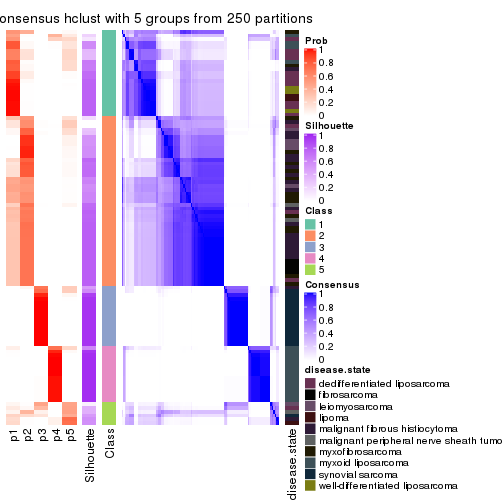 onsensus hclust with 5 groups from 250 partitions
Prob
1
0.8
0.6
0.4
0.2
0
Silhouette
1
0.8
0.6
0.4
0.2
0
Class
1
2
3
4
5
Consensus
1
0.8
0.6
0.4
0.2
0
disease.state
dedifferentiated liposarcoma
fibrosarcoma
leiomyosarcoma
lipoma
malignant fibrous histiocytoma
malignant peripheral nerve sheath tumo
myxofibrosarcoma
myxoid liposarcoma
synovial sarcoma
well-differentiated liposarcoma
p1
p2
p3
p4
p5
Silhouette
Class
disease.state